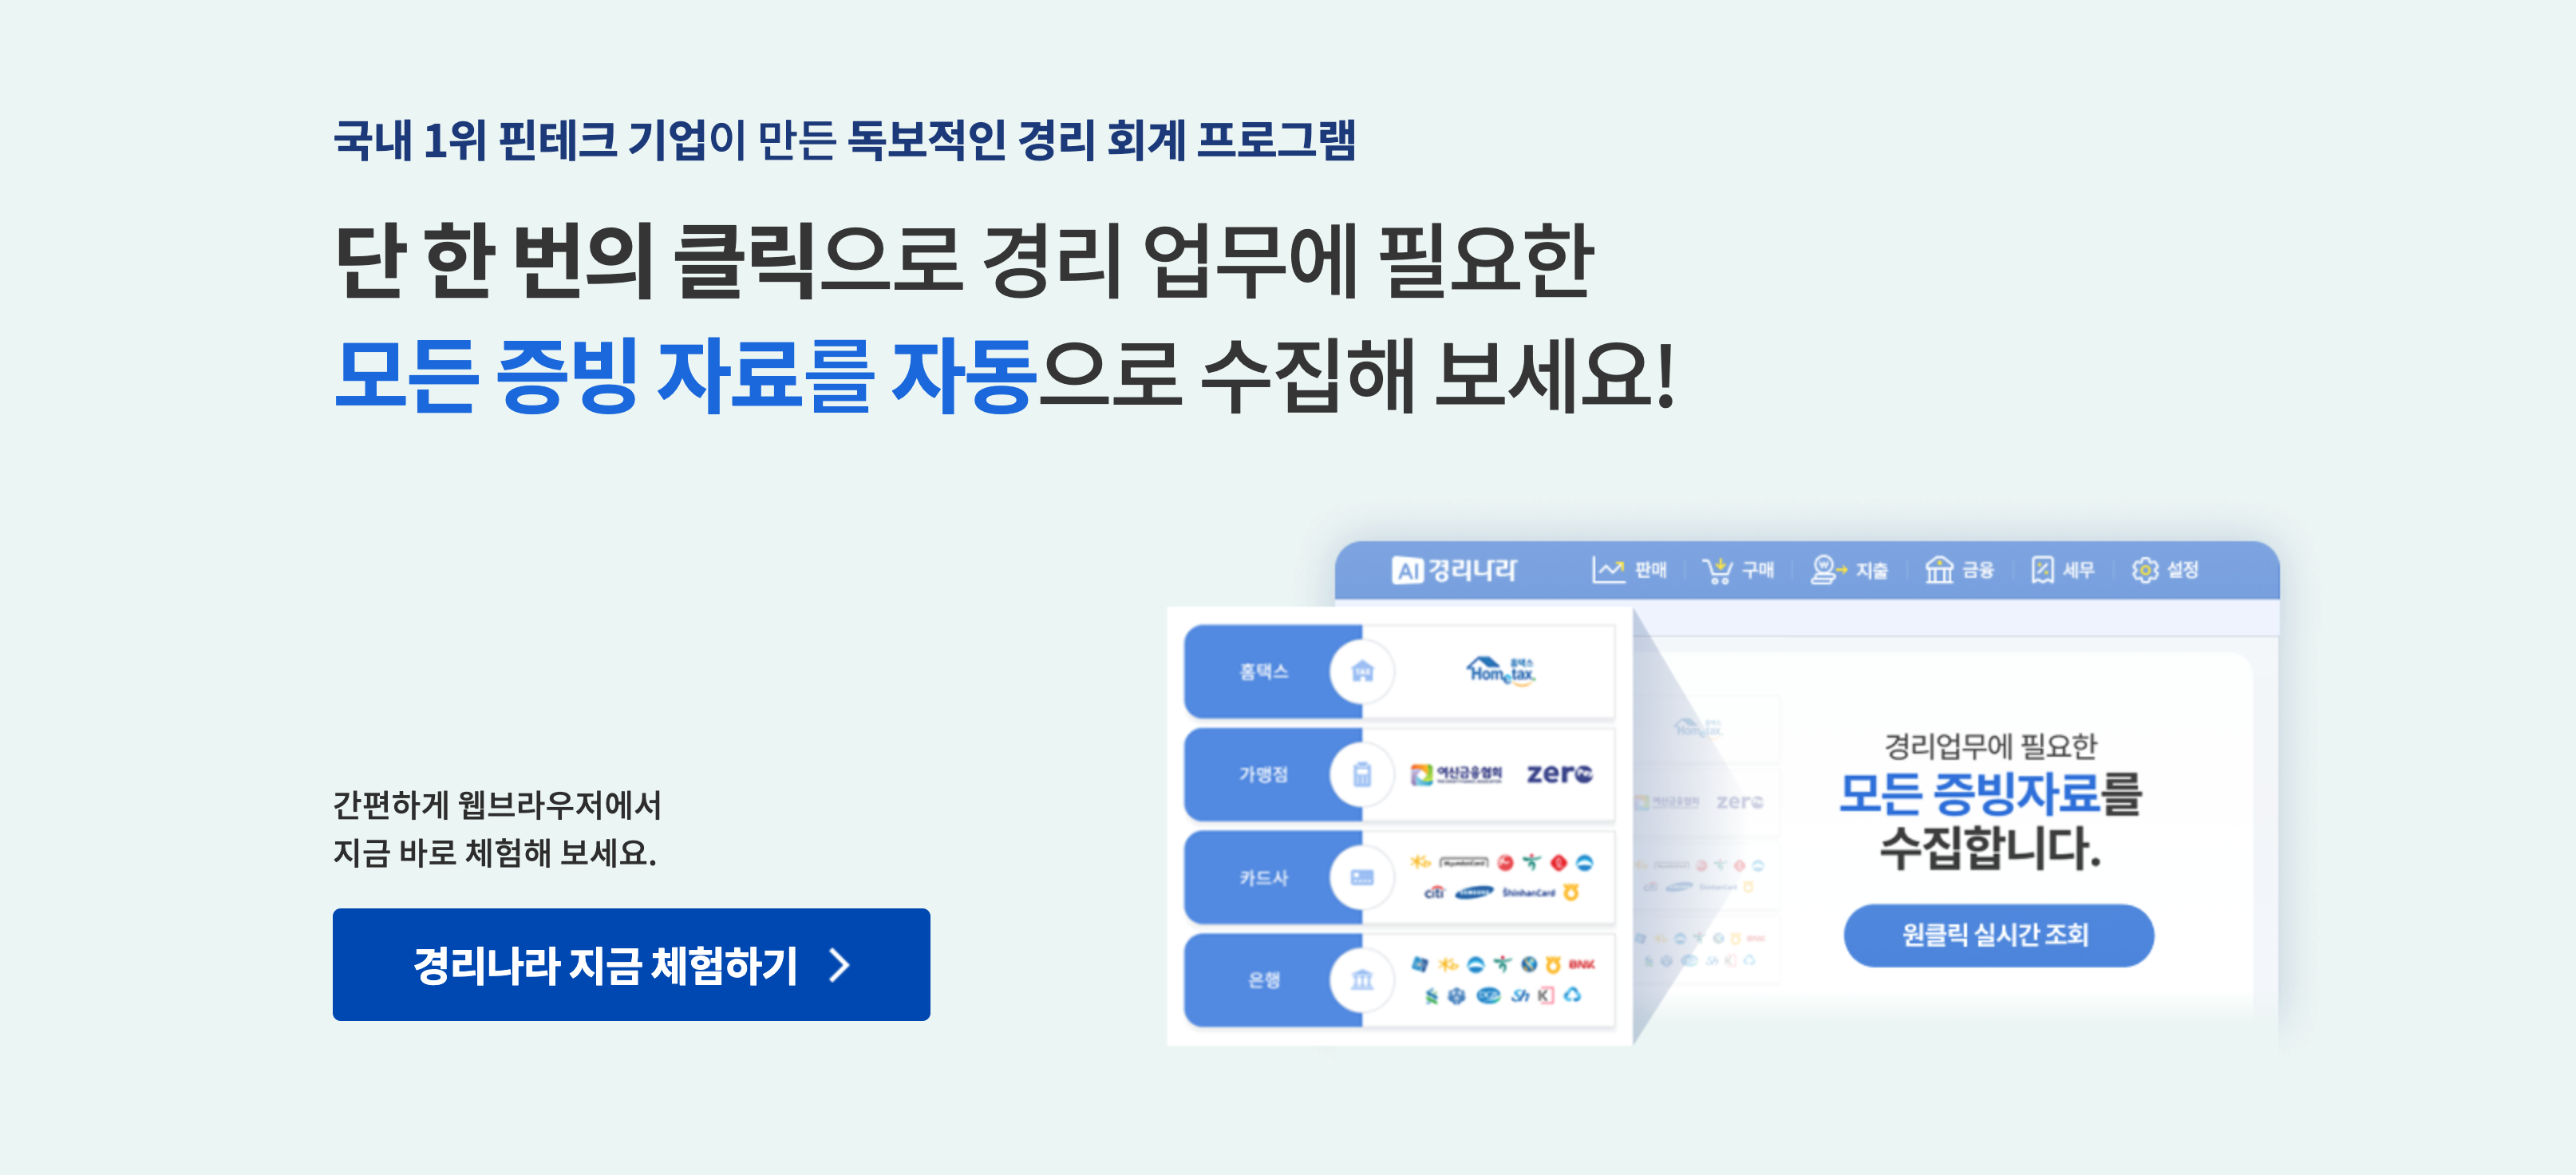 국내 1위 핀테크 기업이 만든 독보적인 경리 회계 프로그램
단 한 번의 클릭으로 경리 업무에 필요한
모든 증빙 자료를 자동으로 수집해 보세요!
간편하게 웹브라우저에서
지금 바로 체험해 보세요.
경리나라 지금 체험하기
AI 경리나라 판매 구매 지출 금융 세무 설정
홈택스 홈택스 Hometax
가맹점 여신금융협회 zero Pay
카드사 HyundaiCard
citi SAMSUNG ShinhanCard
은행 BNK
DGB Sh K
경리업무에 필요한
모든 증빙자료를
수집합니다.
원클릭 실시간 조회